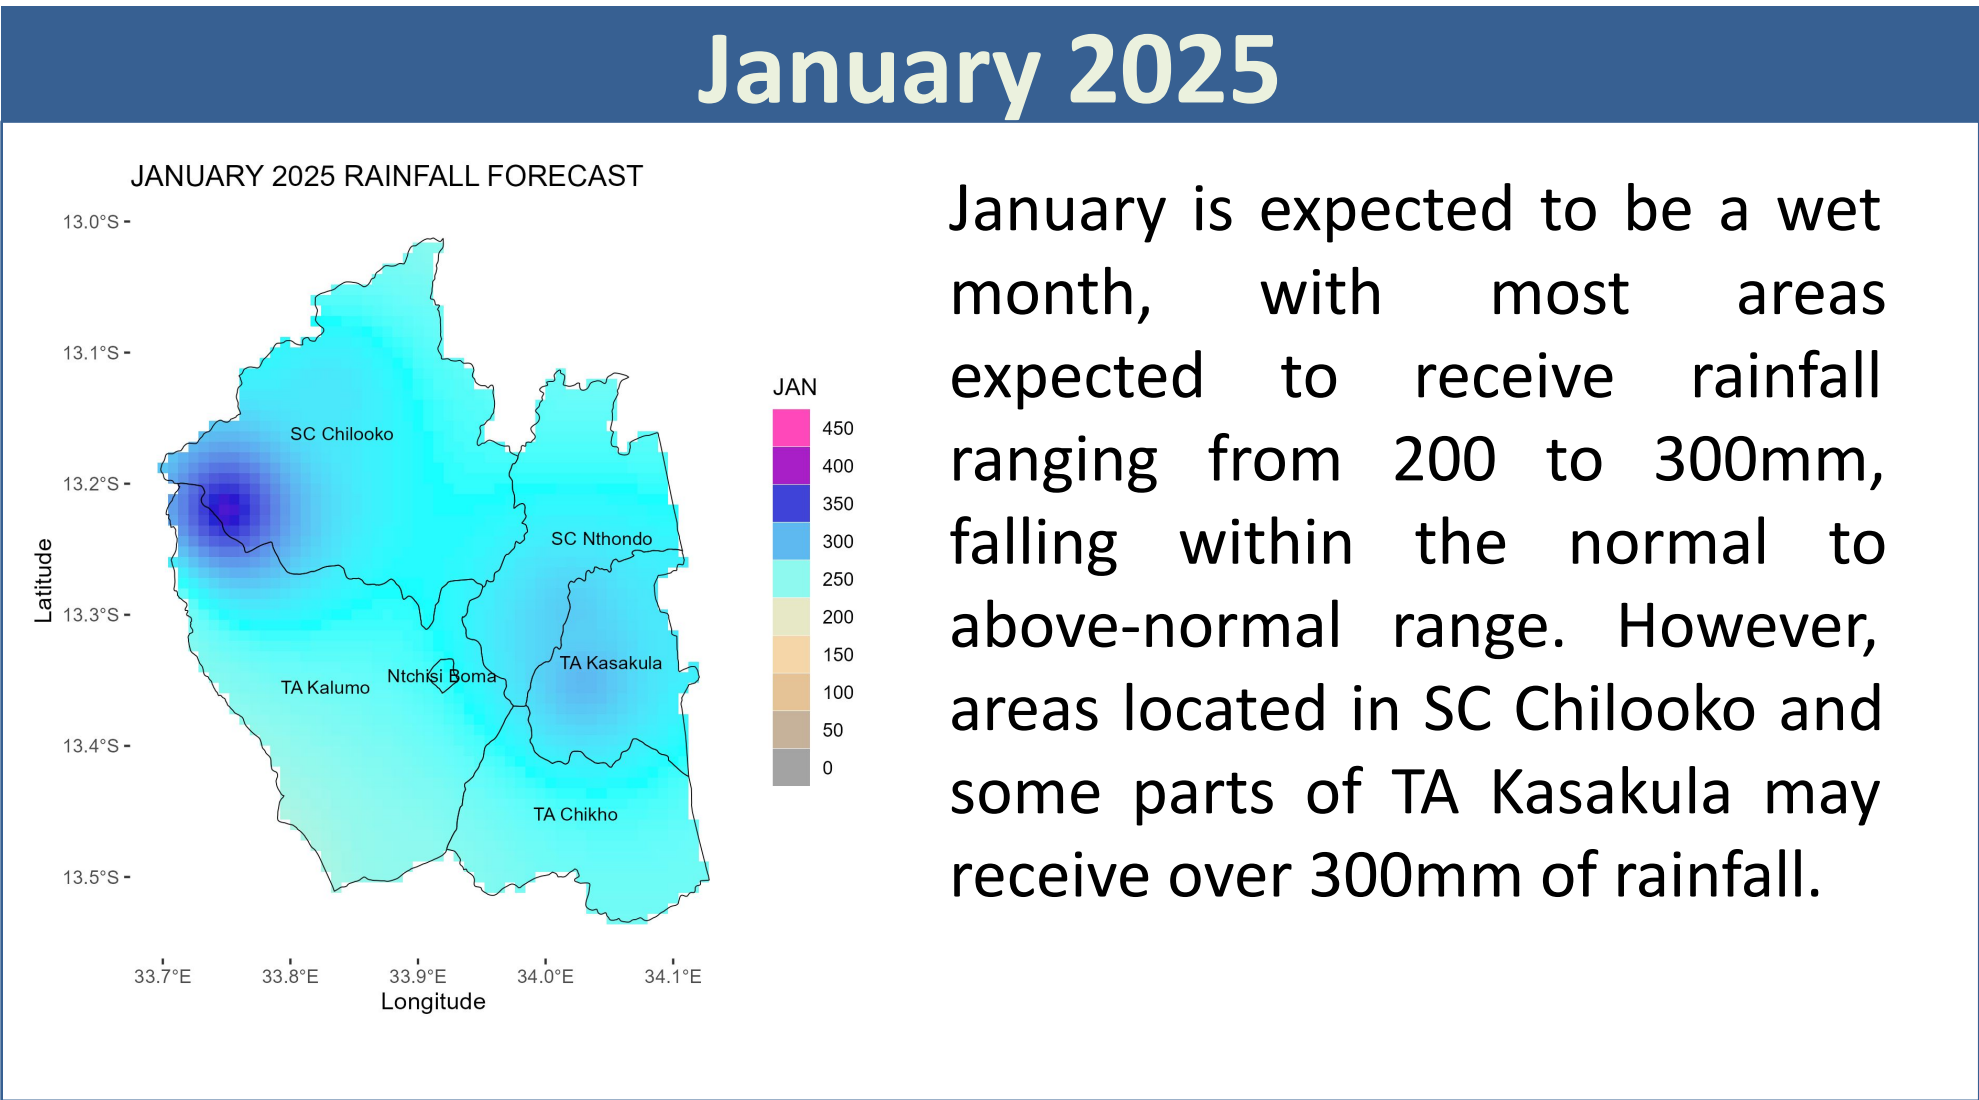 January 2025
JANUARY 2025 RAINFALL FORECAST
13.0°S
13.1°S
13.2°S
13.3°S
13.4°S
13.5°S
Latitude
SC Chilooko
SC Nthondo
TA Kasakula
Ntchisi Boma
TA Kalumo
TA Chikho
33.7°E
33.8°E
33.9°E
34.0°E
34.1°E
Longitude
JAN
450
400
350
300
250
200
150
100
50
0
January is expected to be a wet
month, with most areas
expected to receive rainfall
ranging from 200 to 300mm,
falling within the normal to
above-normal range. However,
areas located in SC Chilooko and
some parts of TA Kasakula may
receive over 300mm of rainfall.